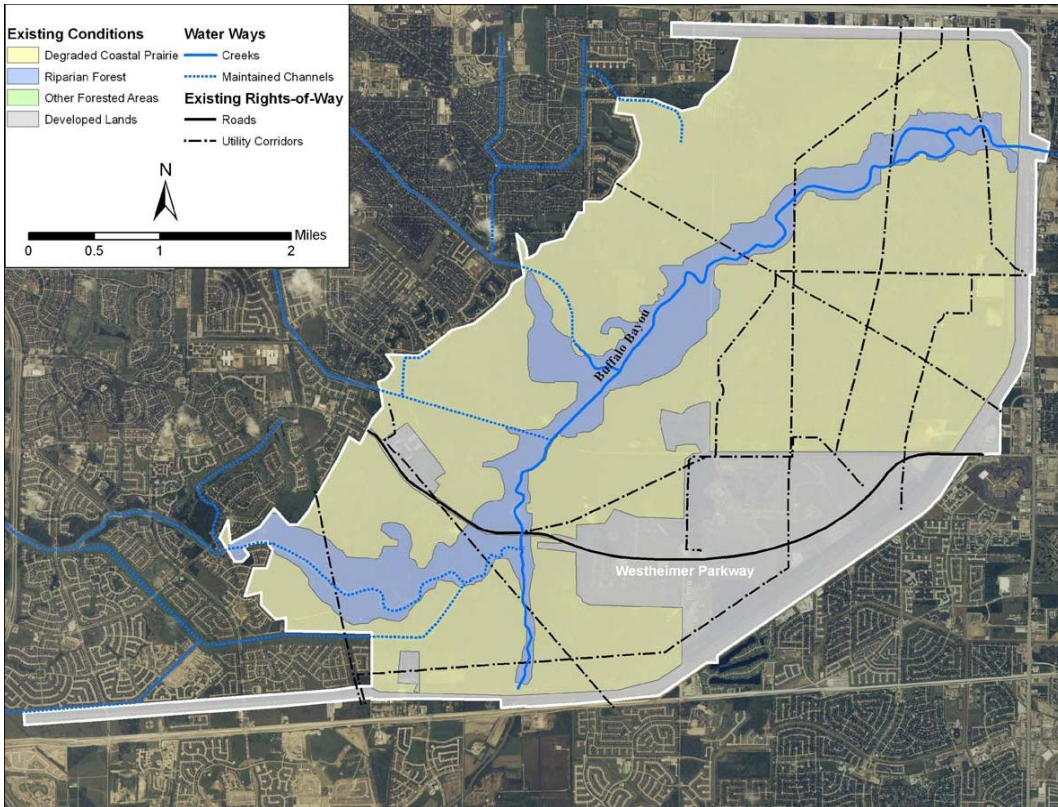 Existing Conditions
Degraded Coastal Prairie
Riparian Forest
Other Forested Areas
Developed Lands
Water Ways
Creeks
Maintained Channels
Existing Rights-of-Way
Roads
Utility Corridors
N
Miles
0 0.5 1 2
Buffalo Bayou
Westheimer Parkway